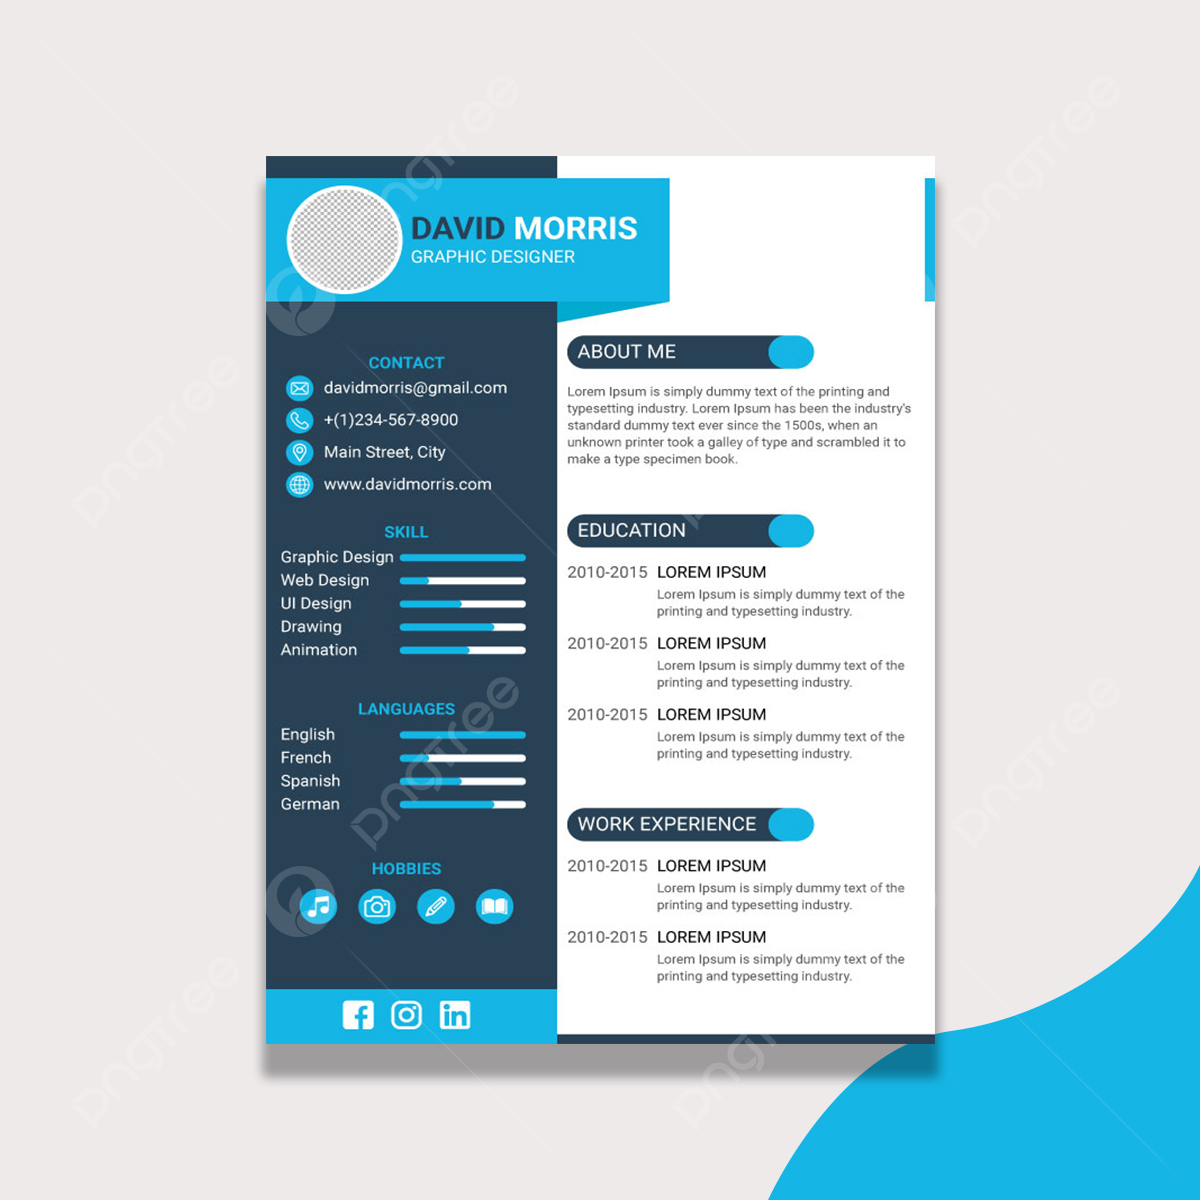 DAVID MORRIS
GRAPHIC DESIGNER
CONTACT
davidmorris@gmail.com
+(1)234-567-8900
Main Street, City
www.davidmorris.com
SKILL
Graphic Design
Web Design
UI Design
Drawing
Animation
LANGUAGES
English
French
Spanish
German
HOBBIES
ABOUT ME
Lorem Ipsum is simply dummy text of the printing and
typesetting industry. Lorem Ipsum has been the industry's
standard dummy text ever since the 1500s, when an
unknown printer took a galley of type and scrambled it to
make a type specimen book.
EDUCATION
2010-2015 LOREM IPSUM
Lorem Ipsum is simply dummy text of the
printing and typesetting industry.
2010-2015 LOREM IPSUM
Lorem Ipsum is simply dummy text of the
printing and typesetting industry.
2010-2015 LOREM IPSUM
Lorem Ipsum is simply dummy text of the
printing and typesetting industry.
WORK EXPERIENCE
2010-2015 LOREM IPSUM
Lorem Ipsum is simply dummy text of the
printing and typesetting industry.
2010-2015 LOREM IPSUM
Lorem Ipsum is simply dummy text of the
printing and typesetting industry.
in
pngtree
pngtree
pngtree
pngtree
pngtree
pngtree
pngtree